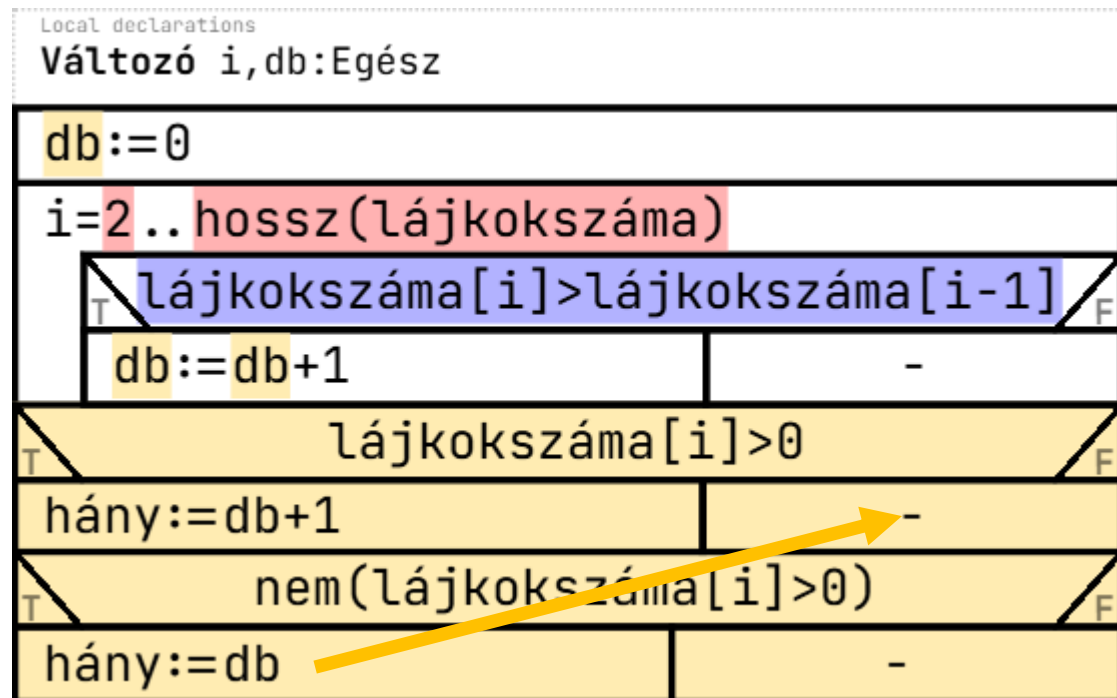 Local declarations
Változó i,db:Egész
db:=0
i=2..hossz(lájkokszáma)
T lájkokszáma[i]>lájkokszáma[i-1] F
db:=db+1 -
T lájkokszáma[i]>0 F
hány:=db+1 -
T nem(lájkokszáma[i]>0) F
hány:=db -